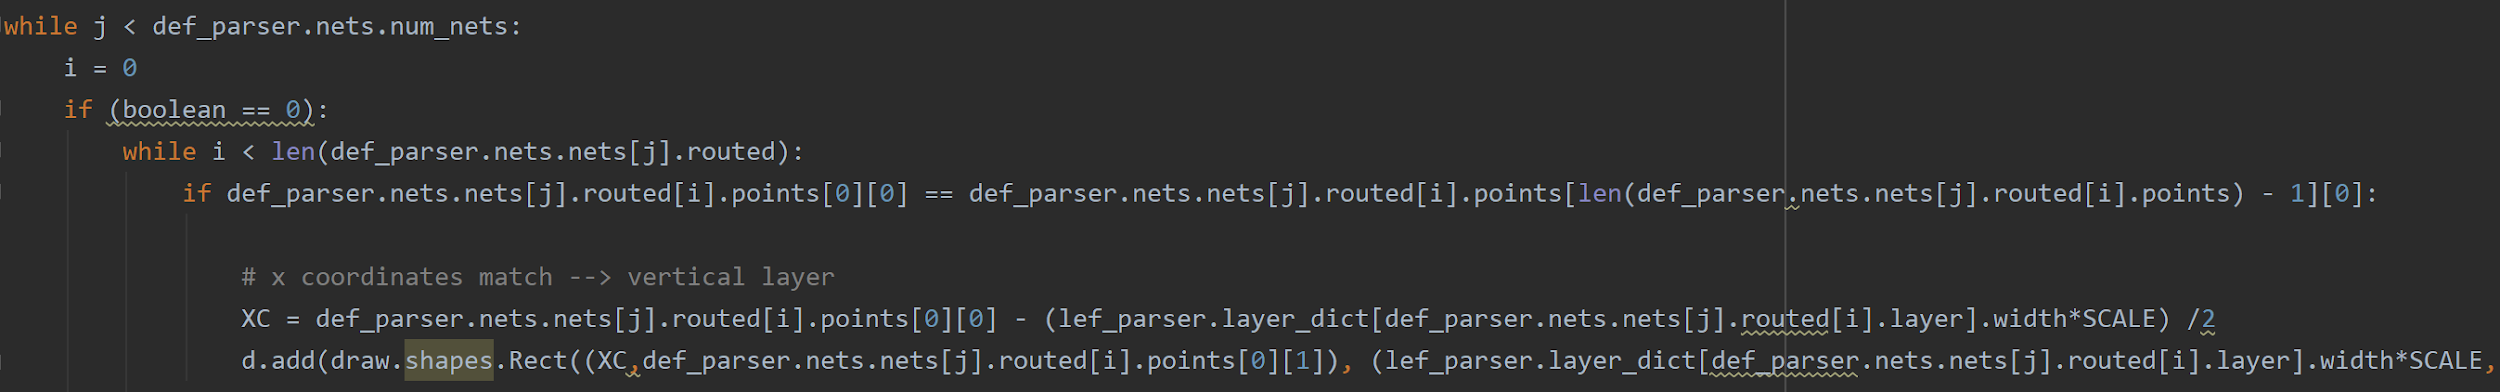 while j < def_parser.nets.num_nets:
i = 0
if (boolean == 0):
while i < len(def_parser.nets.nets[j].routed):
if def_parser.nets.nets[j].routed[i].points[0][0] == def_parser.nets.nets[j].routed[i].points[len(def_parser.nets.nets[j].routed[i].points) - 1][0]:
# x coordinates match --> vertical layer
XC = def_parser.nets.nets[j].routed[i].points[0][0] - (lef_parser.layer_dict[def_parser.nets.nets[j].routed[i].layer].width*SCALE) /2
d.add(draw.shapes.Rect((XC,def_parser.nets.nets[j].routed[i].points[0][1]), (lef_parser.layer_dict[def_parser.nets.nets[j].routed[i].layer].width*SCALE,